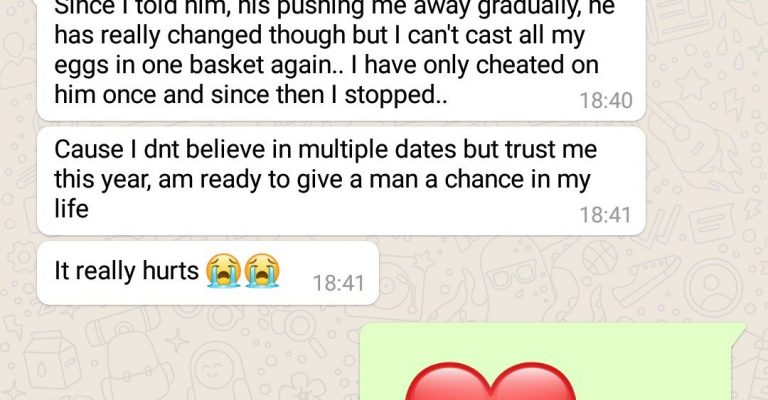 Since I told him, his pushing me away gradually, he
has really changed though but I can't cast all my
eggs in one basket again.. I have only cheated on
him once and since then I stopped..
18:40
Cause I dnt believe in multiple dates but trust me
this year, am ready to give a man a chance in my
life
18:41
It really hurts 😭😭
18:41